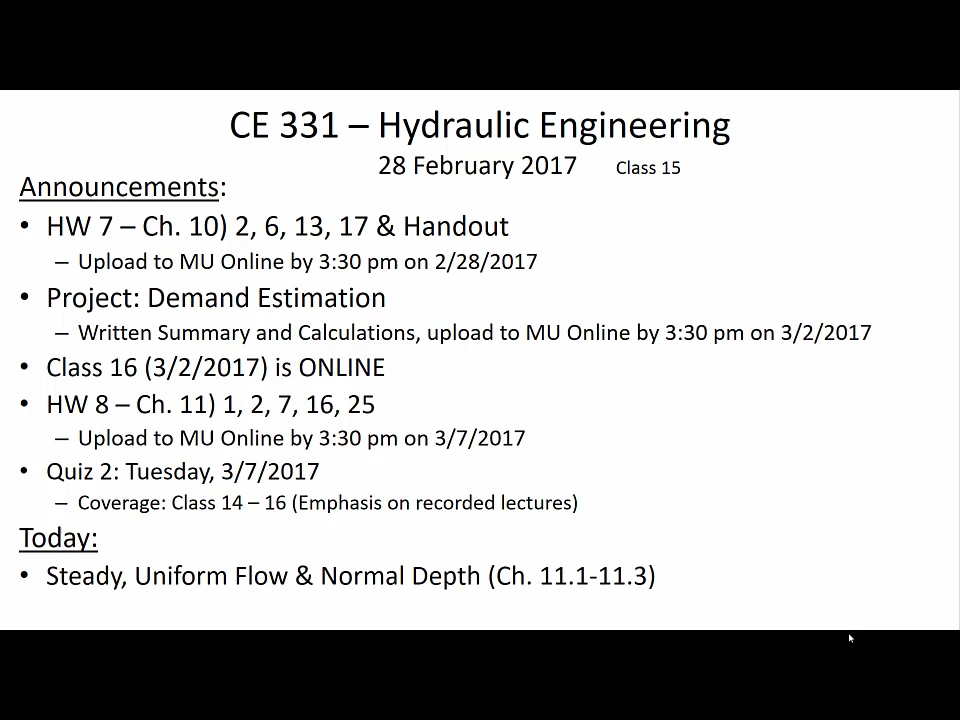 CE 331 – Hydraulic Engineering
28 February 2017 Class 15
Announcements:
• HW 7 – Ch. 10) 2, 6, 13, 17 & Handout
– Upload to MU Online by 3:30 pm on 2/28/2017
• Project: Demand Estimation
– Written Summary and Calculations, upload to MU Online by 3:30 pm on 3/2/2017
• Class 16 (3/2/2017) is ONLINE
• HW 8 – Ch. 11) 1, 2, 7, 16, 25
– Upload to MU Online by 3:30 pm on 3/7/2017
• Quiz 2: Tuesday, 3/7/2017
– Coverage: Class 14 – 16 (Emphasis on recorded lectures)
Today:
• Steady, Uniform Flow & Normal Depth (Ch. 11.1-11.3)